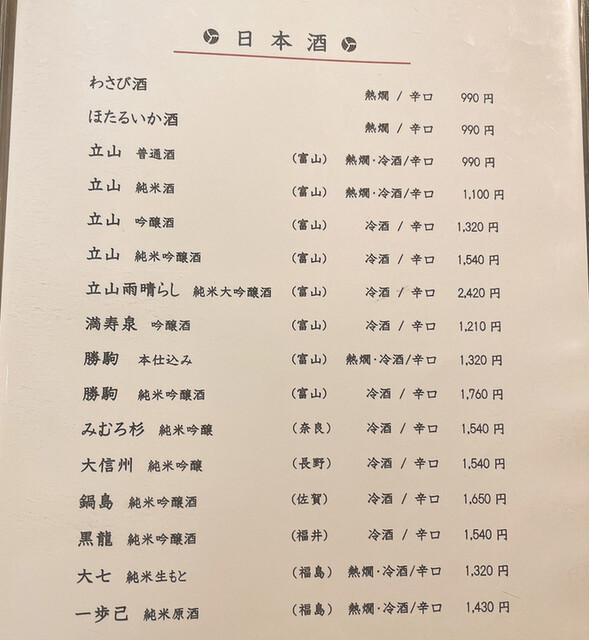 日本酒
わさび酒 熱燗 / 辛口 990 円
ほたるいか酒 熱燗 / 辛口 990 円
立山 普通酒 (富山) 熱燗・冷酒/辛口 990 円
立山 純米酒 (富山) 熱燗・冷酒/辛口 1,100 円
立山 吟醸酒 (富山) 冷酒 / 辛口 1,320 円
立山 純米吟醸酒 (富山) 冷酒 / 辛口 1,540 円
立山雨晴らし 純米大吟醸酒 (富山) 冷酒 / 辛口 2,420 円
満寿泉 吟醸酒 (富山) 冷酒 / 辛口 1,210 円
勝駒 本仕込み (富山) 熱燗・冷酒/辛口 1,320 円
勝駒 純米吟醸酒 (富山) 冷酒 / 辛口 1,760 円
みむろ杉 純米吟醸 (奈良) 冷酒 / 辛口 1,540 円
大信州 純米吟醸 (長野) 冷酒 / 辛口 1,540 円
鍋島 純米吟醸酒 (佐賀) 冷酒 / 辛口 1,650 円
黒龍 純米吟醸酒 (福井) 冷酒 / 辛口 1,540 円
大七 純米生もと (福島) 熱燗・冷酒/辛口 1,320 円
一歩己 純米原酒 (福島) 熱燗・冷酒/辛口 1,430 円